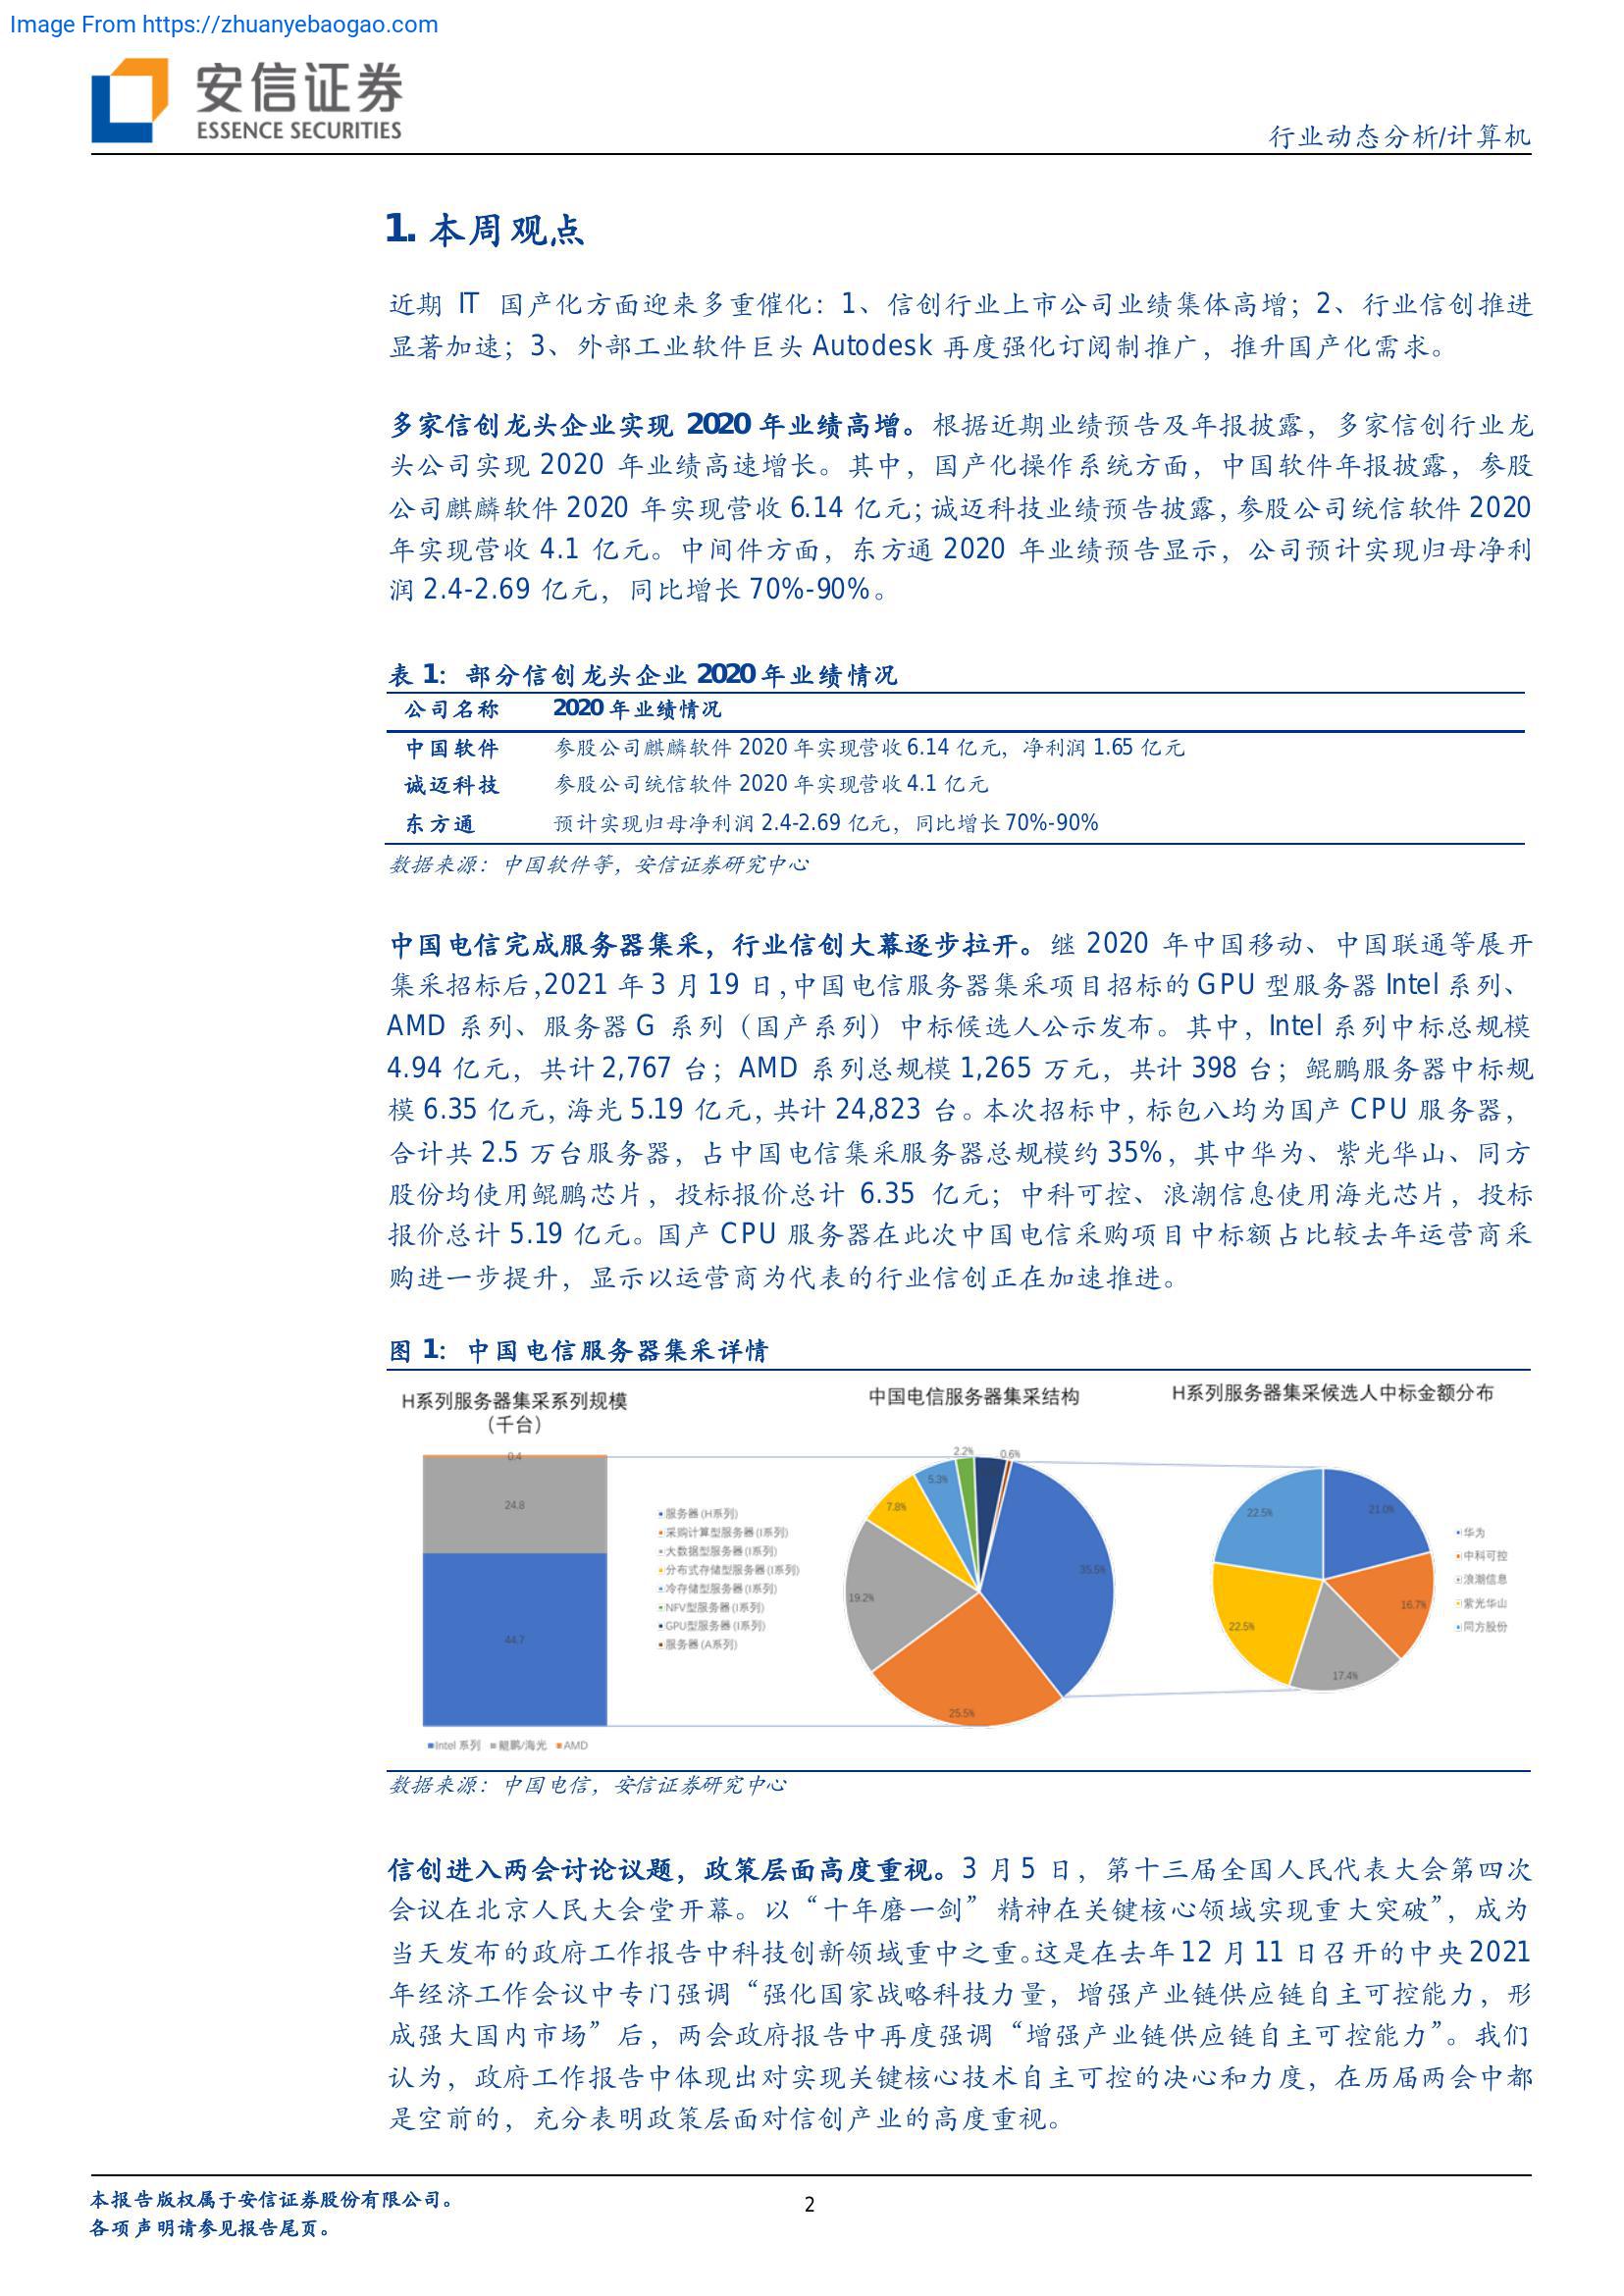 Image From https://zhuanyebaogao.com
安信证券
ESSENCE SECURITIES
行业动态分析/计算机
1. 本周观点
近期 IT 国产化方面迎来多重催化：1、信创行业上市公司业绩集体高增；2、行业信创推进
显著加速；3、外部工业软件巨头 Autodesk 再度强化订阅制推广，推升国产化需求。
多家信创龙头企业实现 2020 年业绩高增。根据近期业绩预告及年报披露，多家信创行业龙
头公司实现 2020 年业绩高速增长。其中，国产化操作系统方面，中国软件年报披露，参股
公司麒麟软件 2020 年实现营收 6.14 亿元；诚迈科技业绩预告披露，参股公司统信软件 2020
年实现营收 4.1 亿元。中间件方面，东方通 2020 年业绩预告显示，公司预计实现归母净利
润 2.4-2.69 亿元，同比增长 70%-90%。
表 1：部分信创龙头企业 2020 年业绩情况
公司名称 2020 年业绩情况
中国软件 参股公司麒麟软件 2020 年实现营收 6.14 亿元，净利润 1.65 亿元
诚迈科技 参股公司统信软件 2020 年实现营收 4.1 亿元
东方通 预计实现归母净利润 2.4-2.69 亿元，同比增长 70%-90%
数据来源：中国软件等，安信证券研究中心
中国电信完成服务器集采，行业信创大幕逐步拉开。继 2020 年中国移动、中国联通等展开
集采招标后，2021 年 3 月 19 日，中国电信服务器集采项目招标的 GPU 型服务器 Intel 系列、
AMD 系列、服务器 G 系列（国产系列）中标候选人公示发布。其中，Intel 系列中标总规模
4.94 亿元，共计 2,767 台；AMD 系列总规模 1,265 万元，共计 398 台；鲲鹏服务器中标规
模 6.35 亿元，海光 5.19 亿元，共计 24,823 台。本次招标中，标包八均为国产 CPU 服务器，
合计共 2.5 万台服务器，占中国电信集采服务器总规模约 35%，其中华为、紫光华山、同方
股份均使用鲲鹏芯片，投标报价总计 6.35 亿元；中科可控、浪潮信息使用海光芯片，投标
报价总计 5.19 亿元。国产 CPU 服务器在此次中国电信采购项目中标额占比较去年运营商采
购进一步提升，显示以运营商为代表的行业信创正在加速推进。
图 1：中国电信服务器集采详情
H系列服务器集采系列规模
（千台）
0.4
24.8
44.7
Intel 系列 鲲鹏/海光 AMD
服务器(H系列)
采购计算型服务器(I系列)
大数据型服务器(I系列)
分布式存储型服务器(I系列)
冷存储型服务器(I系列)
NFV型服务器(I系列)
GPU型服务器(I系列)
服务器(A系列)
中国电信服务器集采结构
2.2%
0.6%
5.3%
7.8%
35.5%
19.2%
25.5%
H系列服务器集采候选人中标金额分布
22.5%
21.0%
16.7%
22.5%
17.4%
华为
中科可控
浪潮信息
紫光华山
同方股份
数据来源：中国电信，安信证券研究中心
信创进入两会讨论议题，政策层面高度重视。3 月 5 日，第十三届全国人民代表大会第四次
会议在北京人民大会堂开幕。以“十年磨一剑” 精神在关键核心领域实现重大突破”，成为
当天发布的政府工作报告中科技创新领域重中之重。这是在去年 12 月 11 日召开的中央 2021
年经济工作会议中专门强调“强化国家战略科技力量，增强产业链供应链自主可控能力，形
成强大国内市场”后，两会政府报告中再度强调“增强产业链供应链自主可控能力”。我们
认为，政府工作报告中体现出对实现关键核心技术自主可控的决心和力度，在历届两会中都
是空前的，充分表明政策层面对信创产业的高度重视。
本报告版权属于安信证券股份有限公司。
各项声明请参见报告尾页。
2